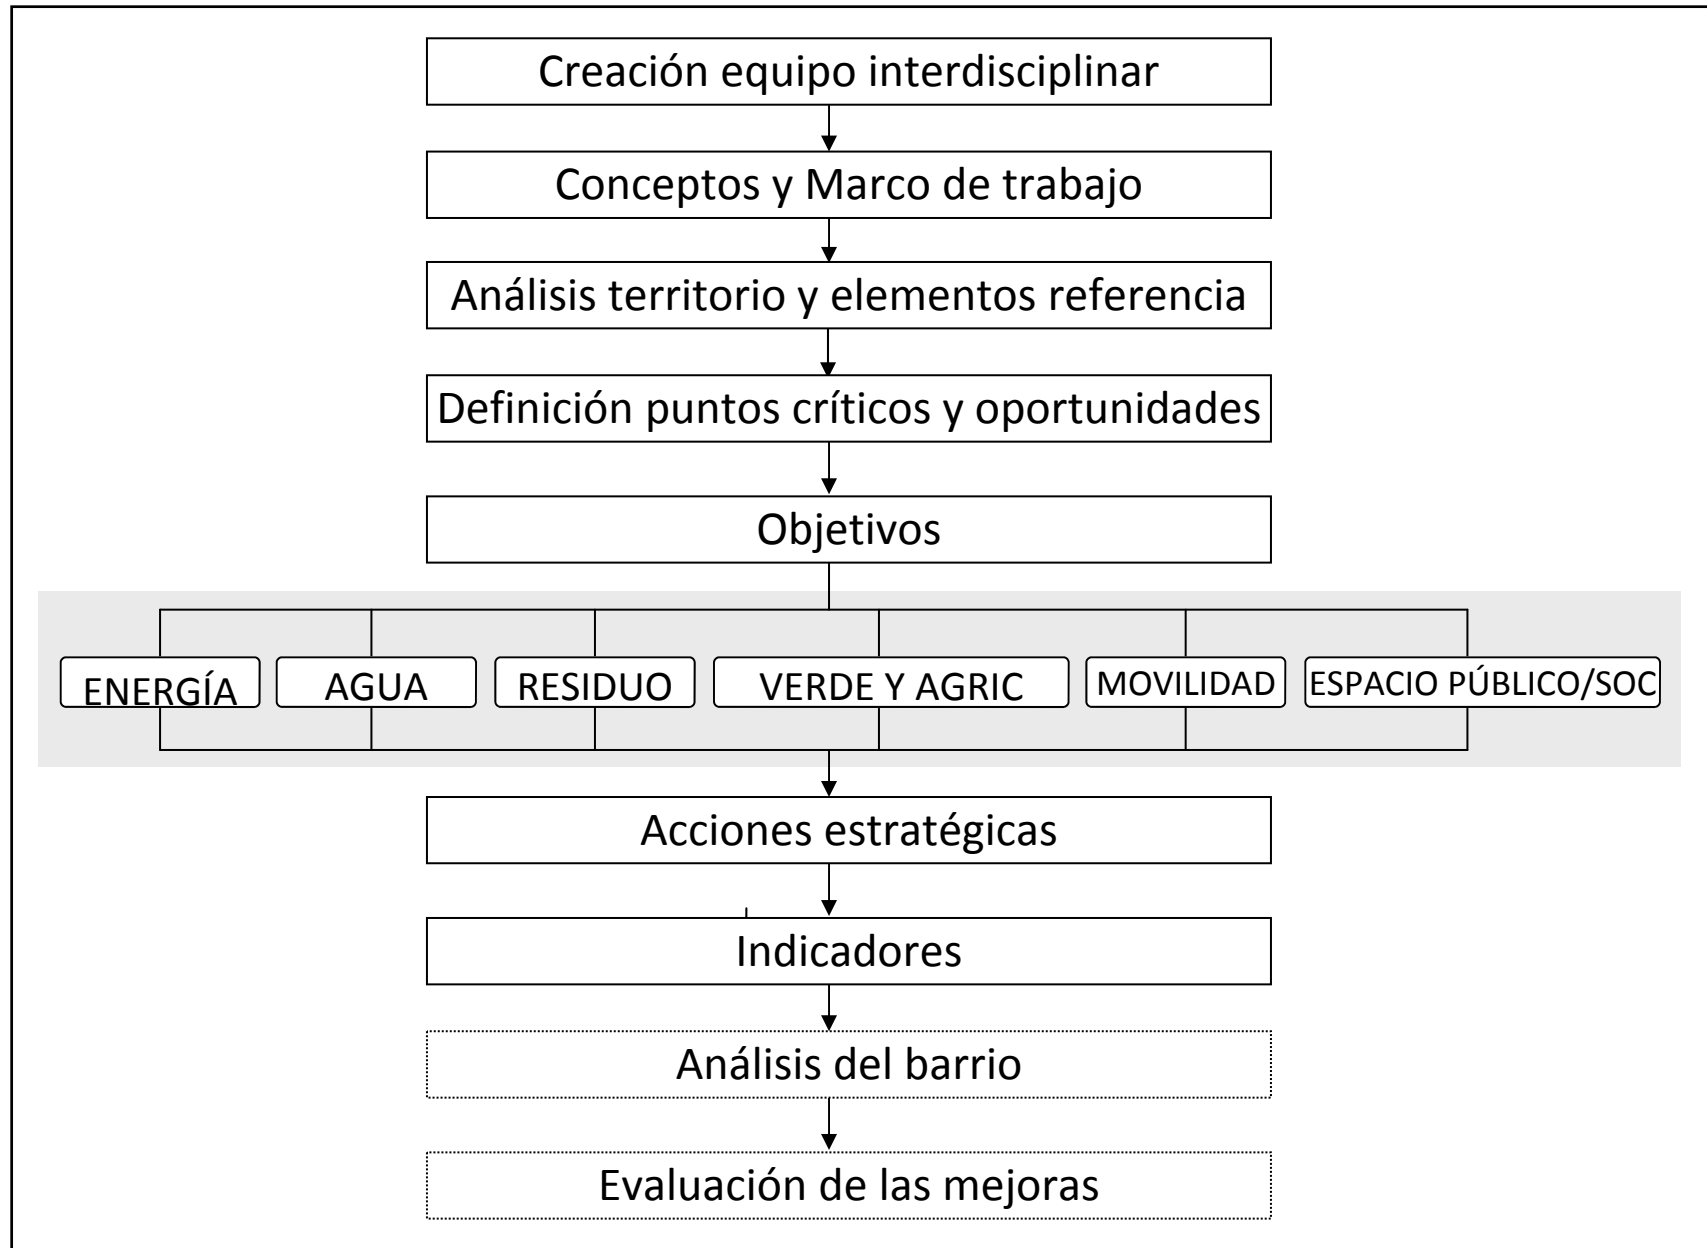 Creación equipo interdisciplinar
Conceptos y Marco de trabajo
Análisis territorio y elementos referencia
Definición puntos críticos y oportunidades
Objetivos
ENERGÍA
AGUA
RESIDUO
VERDE Y AGRIC
MOVILIDAD
ESPACIO PÚBLICO/SOC
Acciones estratégicas
Indicadores
Análisis del barrio
Evaluación de las mejoras